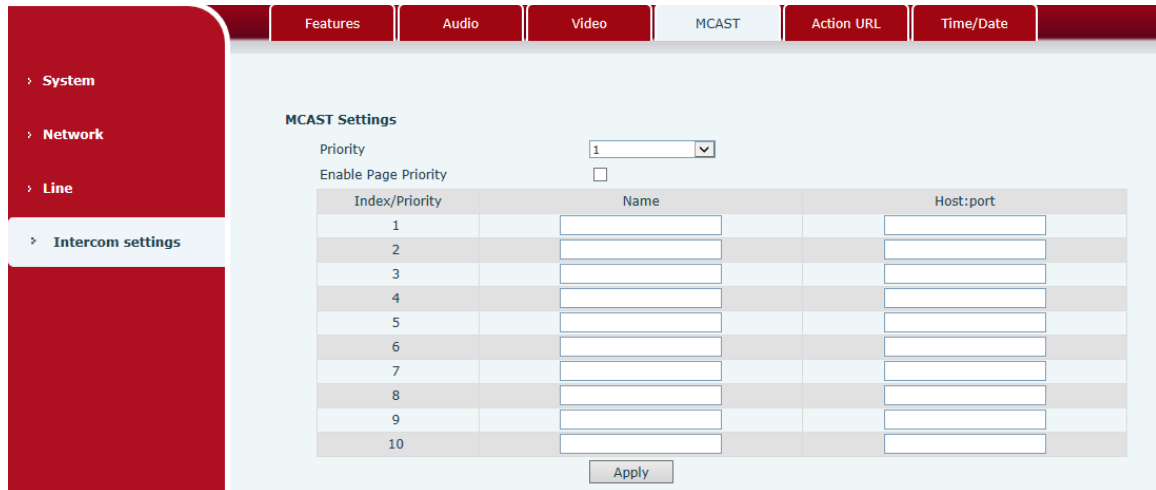 Features Audio Video MCAST Action URL Time/Date
System
Network
Line
Intercom settings
MCAST Settings
Priority 1
Enable Page Priority
Index/Priority Name Host:port
1
2
3
4
5
6
7
8
9
10
Apply